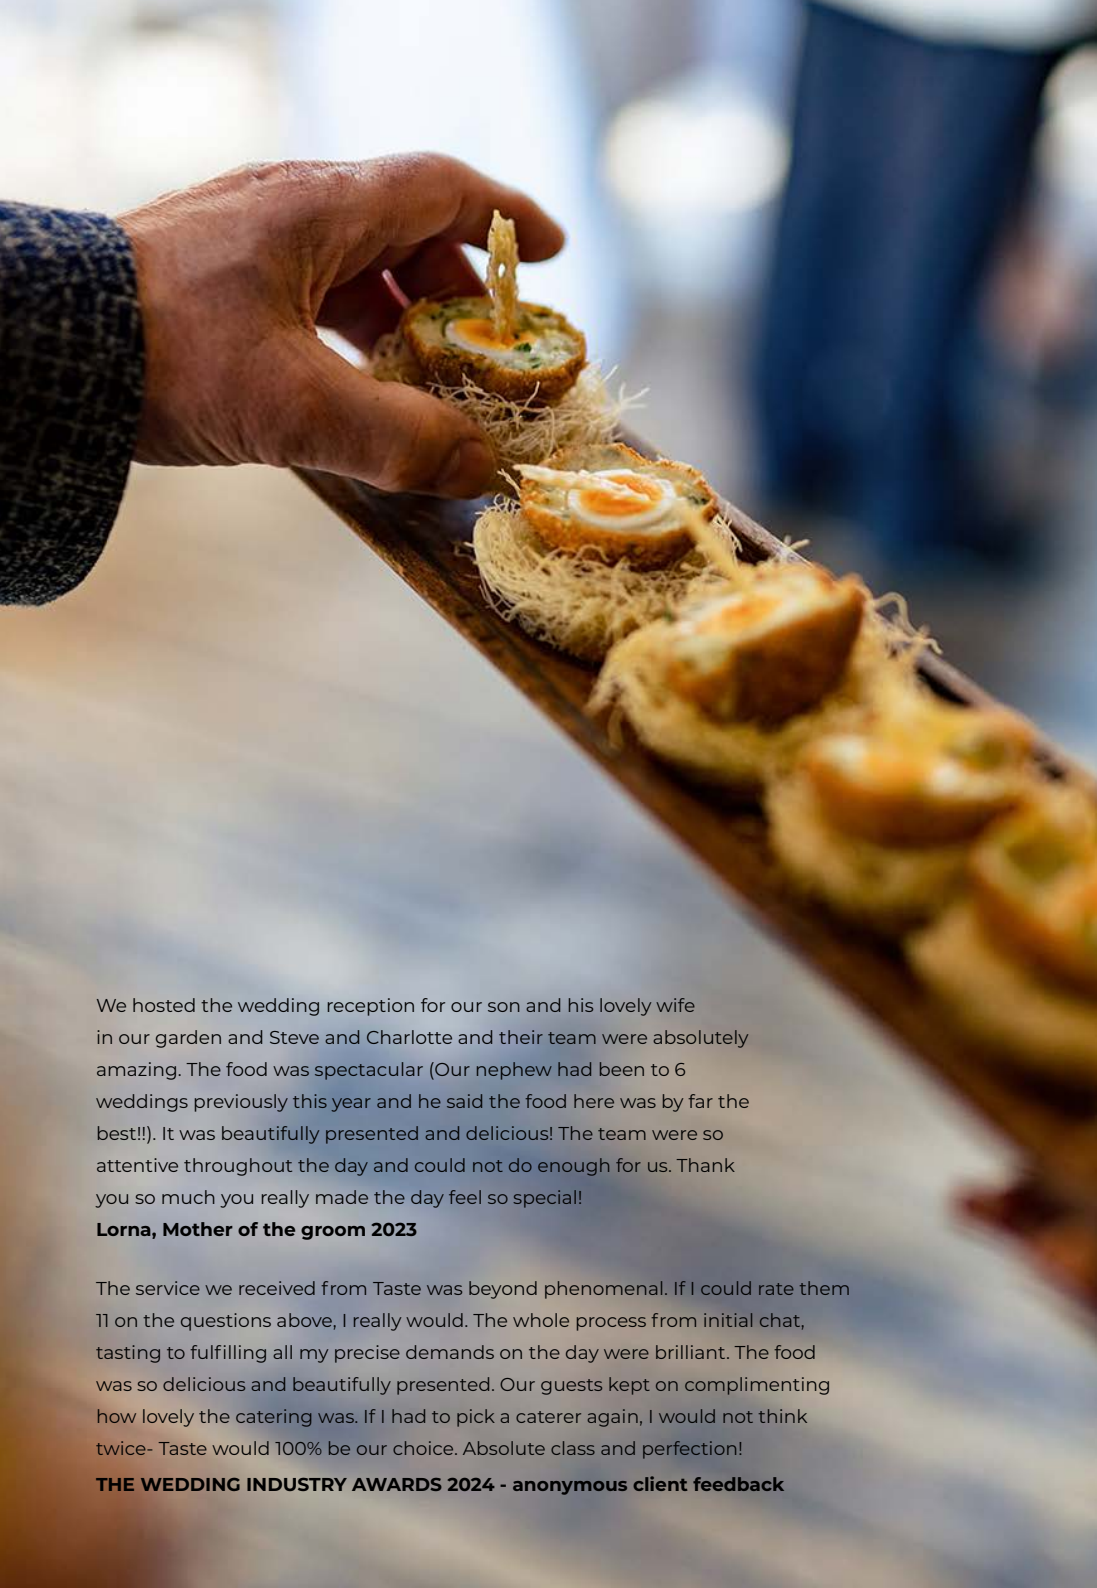 We hosted the wedding reception for our son and his lovely wife
in our garden and Steve and Charlotte and their team were absolutely
amazing. The food was spectacular (Our nephew had been to 6
weddings previously this year and he said the food here was by far the
best!!). It was beautifully presented and delicious! The team were so
attentive throughout the day and could not do enough for us. Thank
you so much you really made the day feel so special!
Lorna, Mother of the groom 2023
The service we received from Taste was beyond phenomenal. If I could rate them
11 on the questions above, I really would. The whole process from initial chat,
tasting to fulfilling all my precise demands on the day were brilliant. The food
was so delicious and beautifully presented. Our guests kept on complimenting
how lovely the catering was. If I had to pick a caterer again, I would not think
twice- Taste would 100% be our choice. Absolute class and perfection!
THE WEDDING INDUSTRY AWARDS 2024 - anonymous client feedback